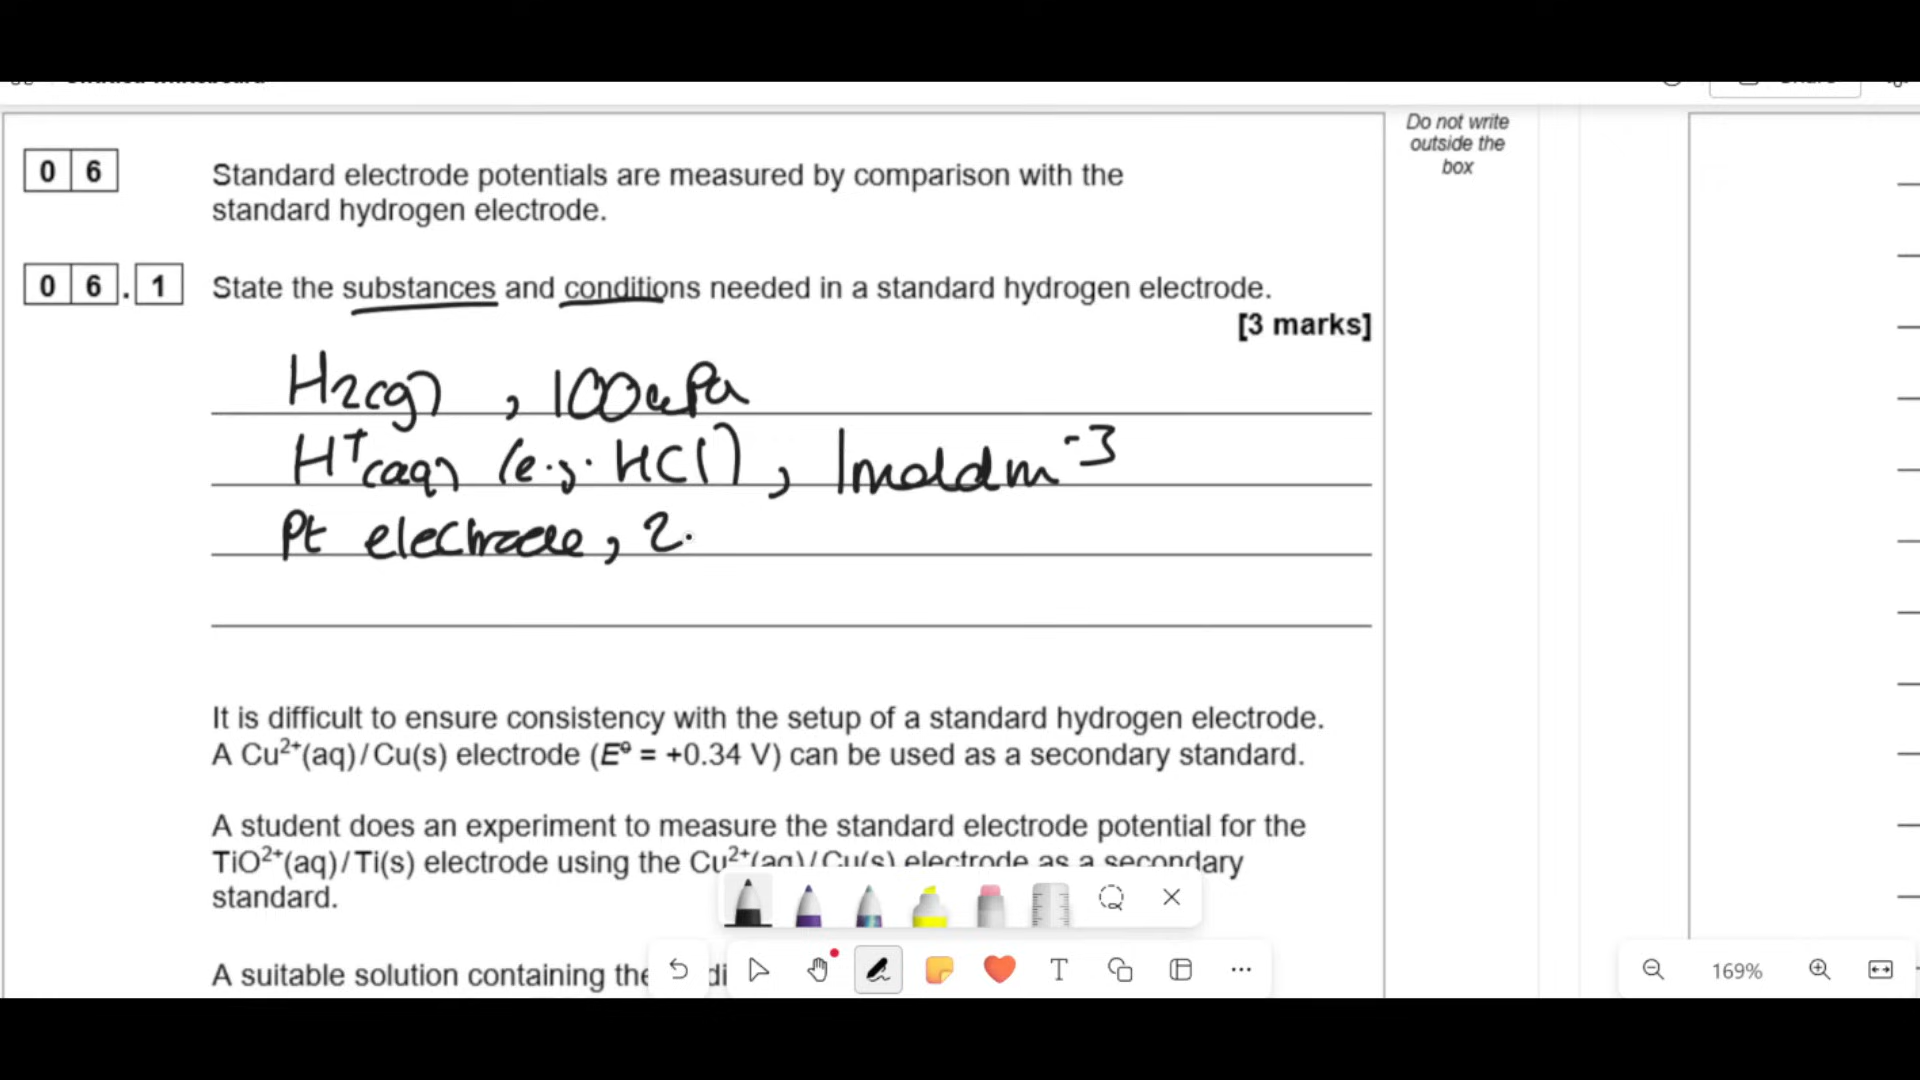 Do not write
outside the
box
0 6 Standard electrode potentials are measured by comparison with the
standard hydrogen electrode.
0 6 . 1 State the substances and conditions needed in a standard hydrogen electrode.
[3 marks]
H2(g) , 100kPa
H+(aq) (e.g. HCl) , 1moldm-3
Pt electrode, 2
It is difficult to ensure consistency with the setup of a standard hydrogen electrode.
A Cu²⁺(aq)/Cu(s) electrode (E⦵ = +0.34 V) can be used as a secondary standard.
A student does an experiment to measure the standard electrode potential for the
TiO²⁺(aq)/Ti(s) electrode using the Cu²⁺(aq)/Cu(s) electrode as a secondary
standard.
A suitable solution containing the
169%